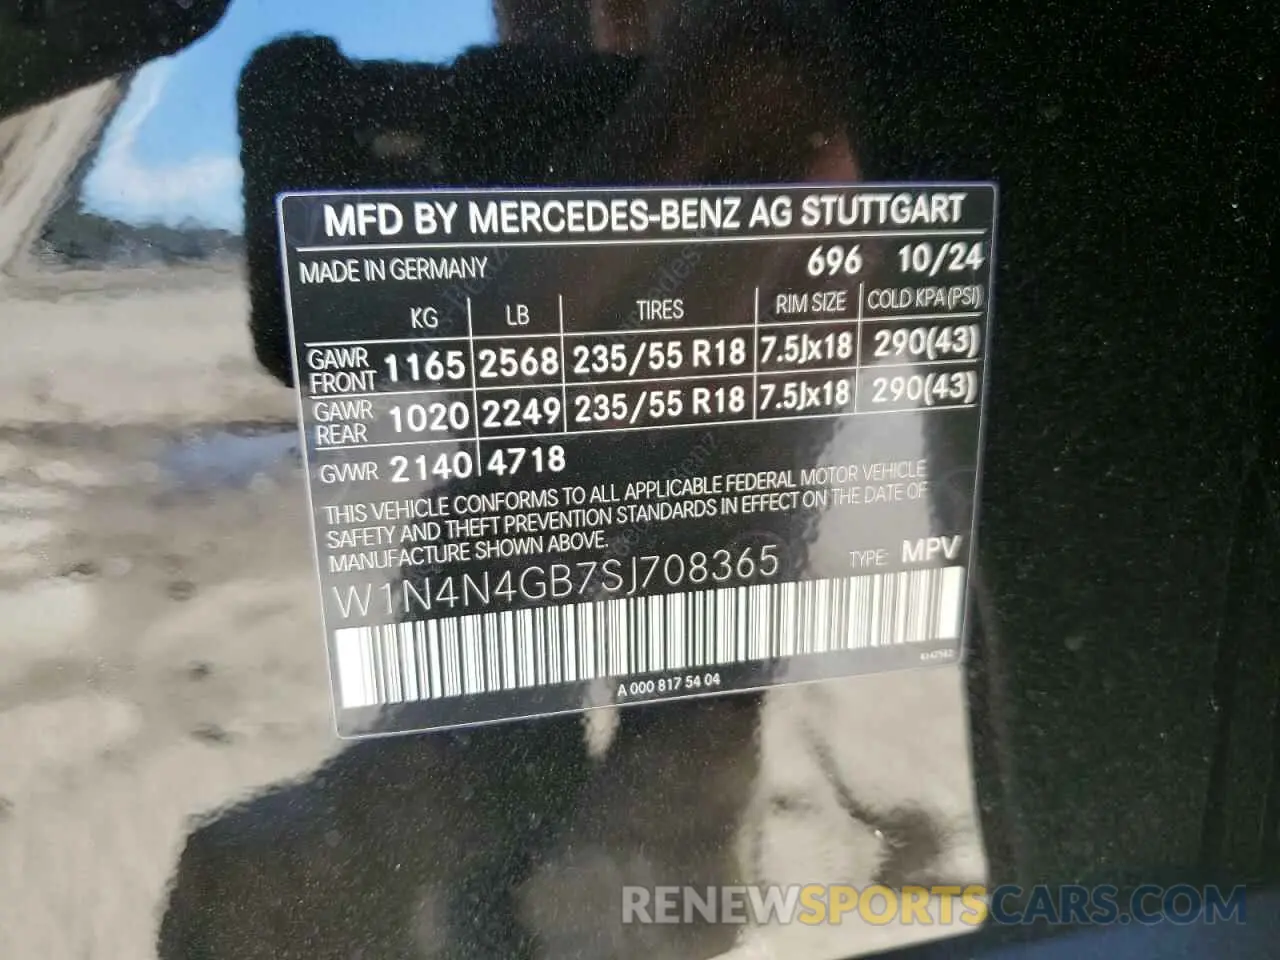 MFD BY MERCEDES-BENZ AG STUTTGART
MADE IN GERMANY 696 10/24
KG LB TIRES RIM SIZE COLD KPA (PSI)
GAWR FRONT 1165 2568 235/55 R18 7.5Jx18 290(43)
GAWR REAR 1020 2249 235/55 R18 7.5Jx18 290(43)
GVWR 2140 4718
THIS VEHICLE CONFORMS TO ALL APPLICABLE FEDERAL MOTOR VEHICLE
SAFETY AND THEFT PREVENTION STANDARDS IN EFFECT ON THE DATE OF
MANUFACTURE SHOWN ABOVE.
W1N4N4GB7SJ708365 TYPE: MPV
A 000 817 54 04
RENEWSPORTSCARS.COM